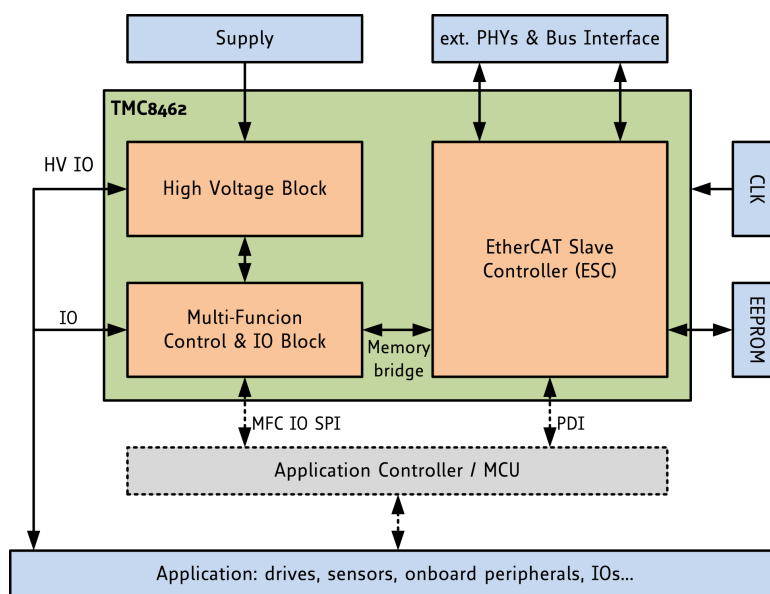 Supply
ext. PHYs & Bus Interface
TMC8462
HV IO
High Voltage Block
CLK
EtherCAT Slave
Controller (ESC)
IO
Multi-Funcion
Control & IO Block
Memory
bridge
EEPROM
MFC IO SPI
PDI
Application Controller / MCU
Application: drives, sensors, onboard peripherals, IOs...